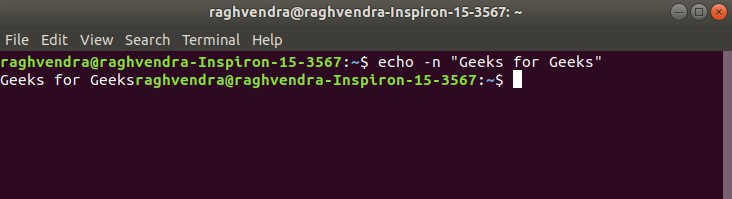 raghvendra@raghvendra-Inspiron-15-3567: ~
File Edit View Search Terminal Help
raghvendra@raghvendra-Inspiron-15-3567:~$ echo -n "Geeks for Geeks"
Geeks for Geeksraghvendra@raghvendra-Inspiron-15-3567:~$